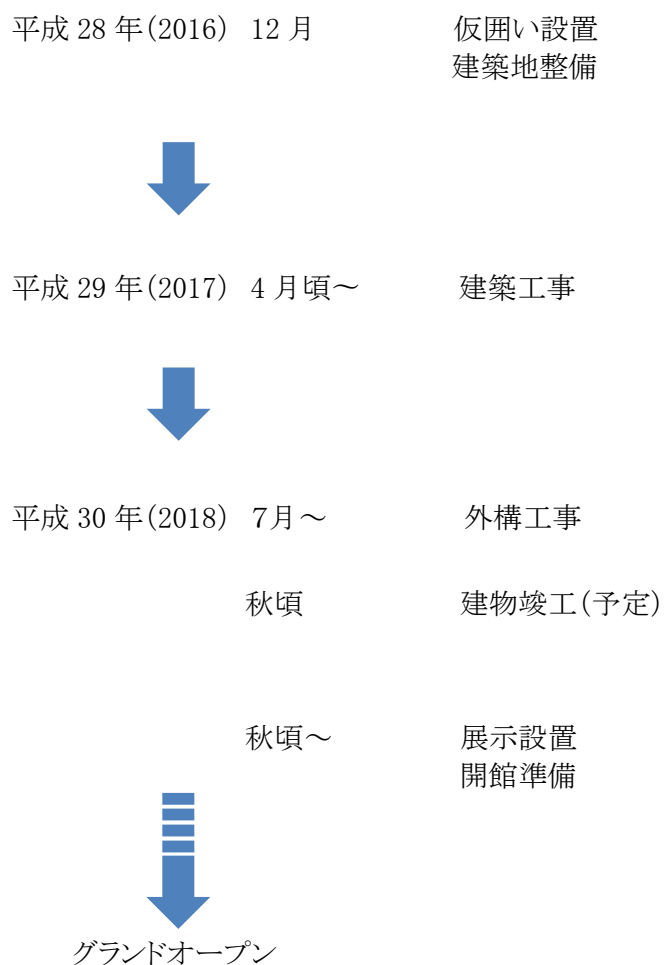 平成 28 年(2016) 12 月 仮囲い設置
建築地整備
平成 29 年(2017) 4 月頃～ 建築工事
平成 30 年(2018) 7月～ 外構工事
秋頃 建物竣工(予定)
秋頃～ 展示設置
開館準備
グランドオープン